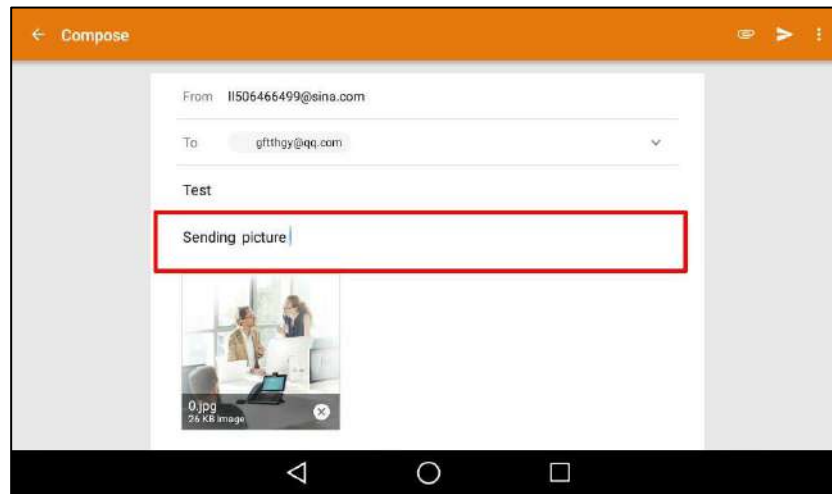 Compose
From ll506466499@sina.com
To gftthgy@qq.com
Test
Sending picture
0.jpg
26 KB image